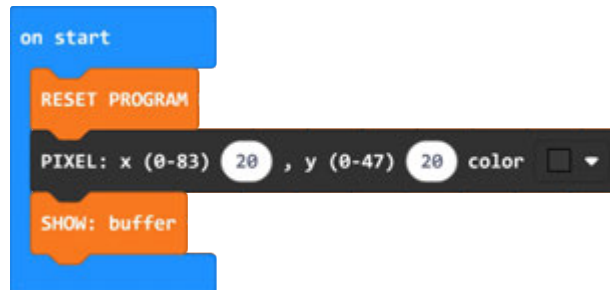 on start
RESET PROGRAM
PIXEL: x (0-83) 20 , y (0-47) 20 color
SHOW: buffer